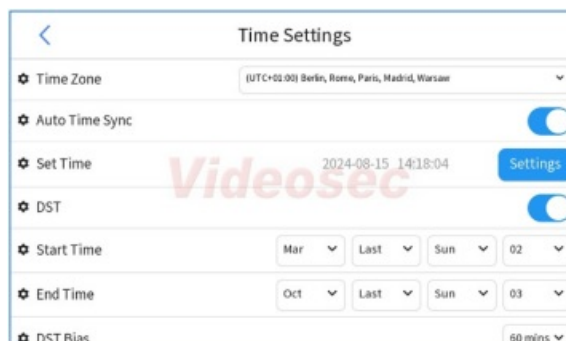 Time Settings
Time Zone (UTC+01:00) Berlin, Rome, Paris, Madrid, Warsaw
Auto Time Sync
Set Time 2024-08-15 14:18:04 Settings
Videosec
DST
Start Time Mar Last Sun 02
End Time Oct Last Sun 03
DST Bias 60 mins